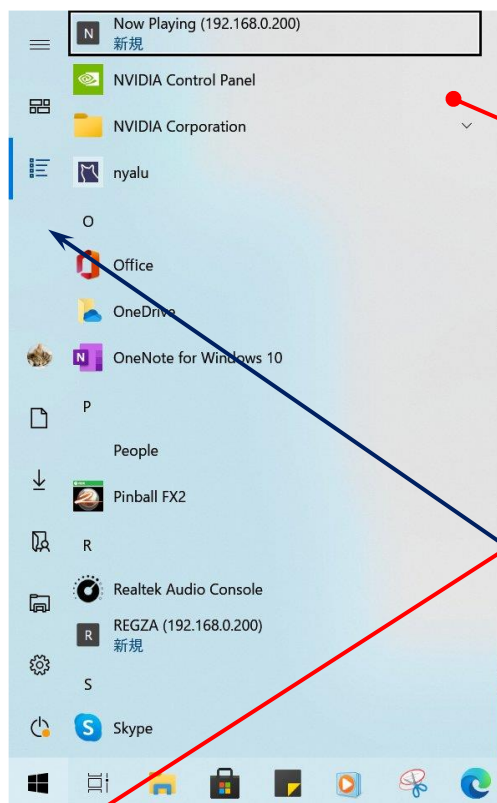 N
Now Playing (192.168.0.200)
新規
NVIDIA Control Panel
NVIDIA Corporation
nyalu
O
Office
OneDrive
N
OneNote for Windows 10
P
People
Pinball FX2
R
Realtek Audio Console
R
REGZA (192.168.0.200)
新規
S
S
Skype